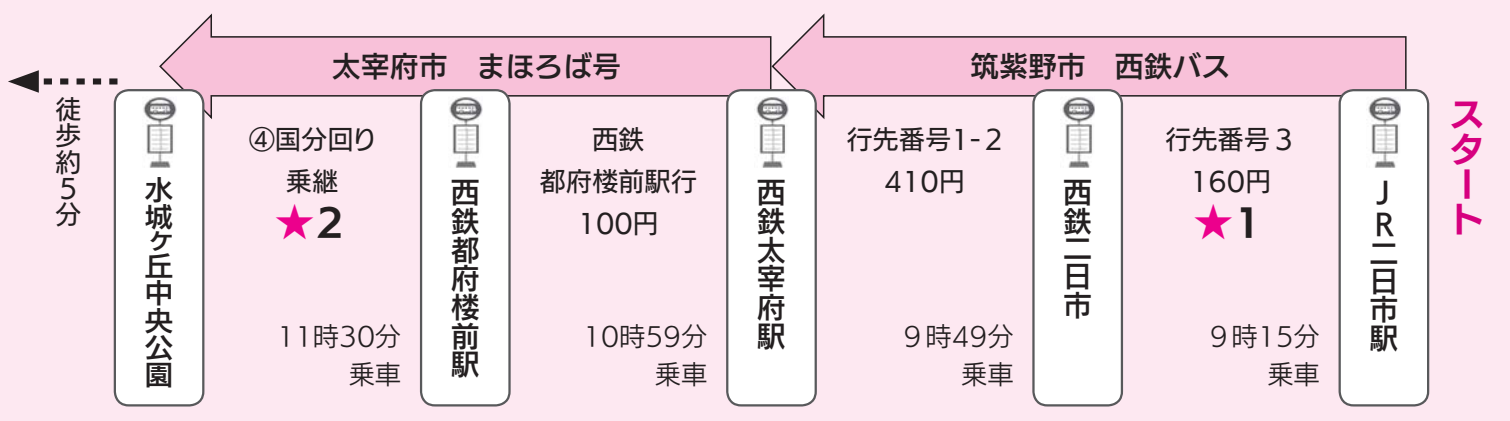 スタート
筑紫野市 西鉄バス
太宰府市 まほろば号
JR二日市駅
行先番号3
160円
★1
9時15分
乗車
西鉄二日市
行先番号1-2
410円
9時49分
乗車
西鉄太宰府駅
西鉄
都府楼前駅行
100円
10時59分
乗車
西鉄都府楼前駅
④国分回り
乗継
★2
11時30分
乗車
水城ヶ丘中央公園
徒歩約5分